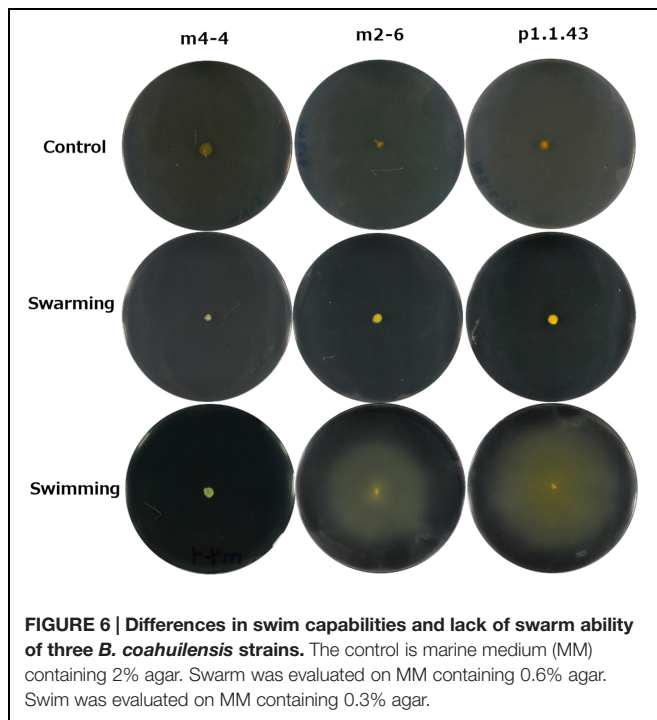 m4-4 m2-6 p1.1.43
Control
Swarming
Swimming
FIGURE 6 | Differences in swim capabilities and lack of swarm ability
of three B. coahuilensis strains. The control is marine medium (MM)
containing 2% agar. Swarm was evaluated on MM containing 0.6% agar.
Swim was evaluated on MM containing 0.3% agar.